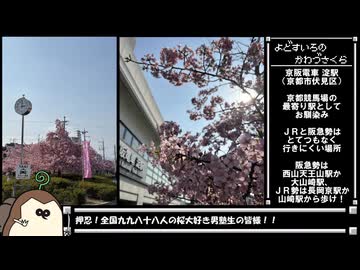 よどすいろの
かわづざくら
京阪電車 淀駅
（京都市伏見区）
京都競馬場の
最寄り駅として
お馴染み
ＪＲと阪急勢は
とてつもなく
行きにくい場所
阪急勢は
西山天王山駅か
大山崎駅、
ＪＲ勢は長岡京駅か
山崎駅から歩け！
押忍！全国九九八十八人の桜大好き男塾生の皆様！！